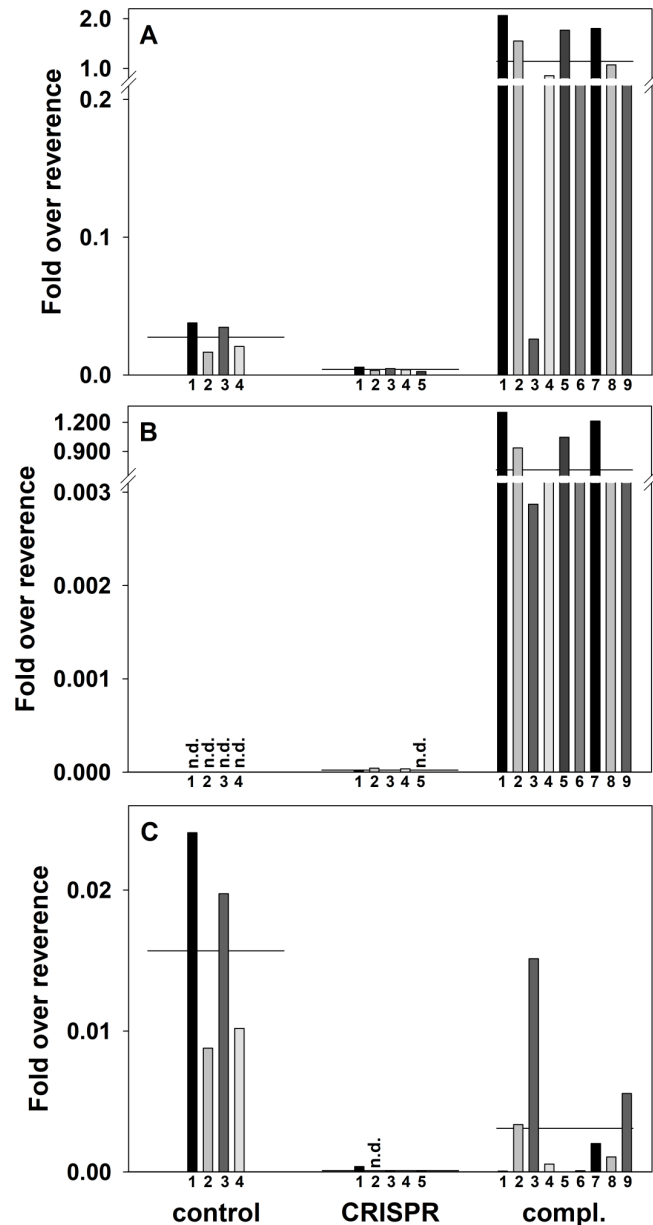 A
2.0
1.0
0.2
0.1
0.0
Fold over reverence
1 2 3 4
1 2 3 4 5
1 2 3 4 5 6 7 8 9
B
1.200
0.900
0.003
0.002
0.001
0.000
Fold over reverence
n.d. n.d. n.d. n.d.
n.d.
1 2 3 4
1 2 3 4 5
1 2 3 4 5 6 7 8 9
C
0.02
0.01
0.00
Fold over reverence
n.d.
1 2 3 4
1 2 3 4 5
1 2 3 4 5 6 7 8 9
control
CRISPR
compl.